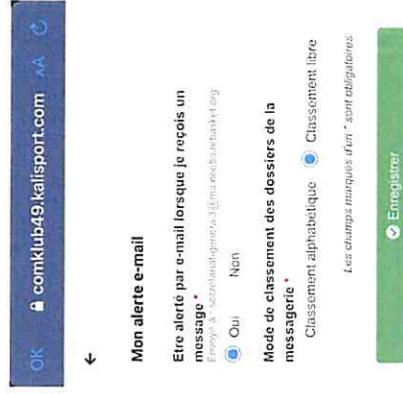 OK comklub49.kalisport.com AA
Mon alerte e-mail
Etre alerté par e-mail lorsque je reçois un
message *
Oui Non
Mode de classement des dossiers de la
messagerie *
Classement alphabétique Classement libre
Les champs marqués d'un * sont obligatoires.
Enregistrer